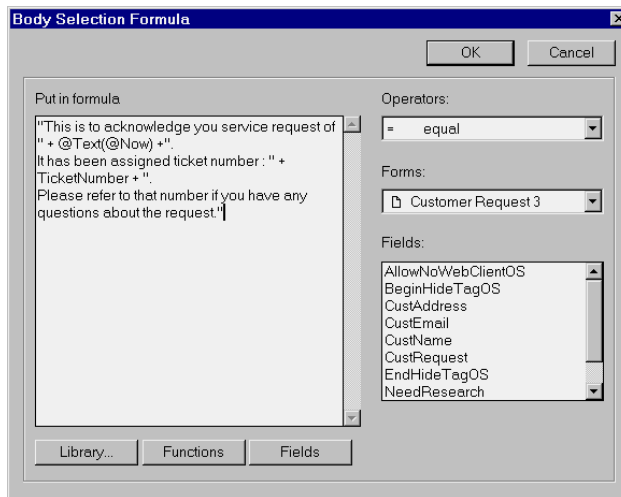 Body Selection Formula
OK
Cancel
Put in formula
"This is to acknowledge you service request of
" + @Text(@Now) +".
It has been assigned ticket number : " +
TicketNumber + ".
Please refer to that number if you have any
questions about the request."
Operators:
= equal
Forms:
Customer Request 3
Fields:
AllowNoWebClientOS
BeginHideTagOS
CustAddress
CustEmail
CustName
CustRequest
EndHideTagOS
NeedResearch
Library...
Functions
Fields